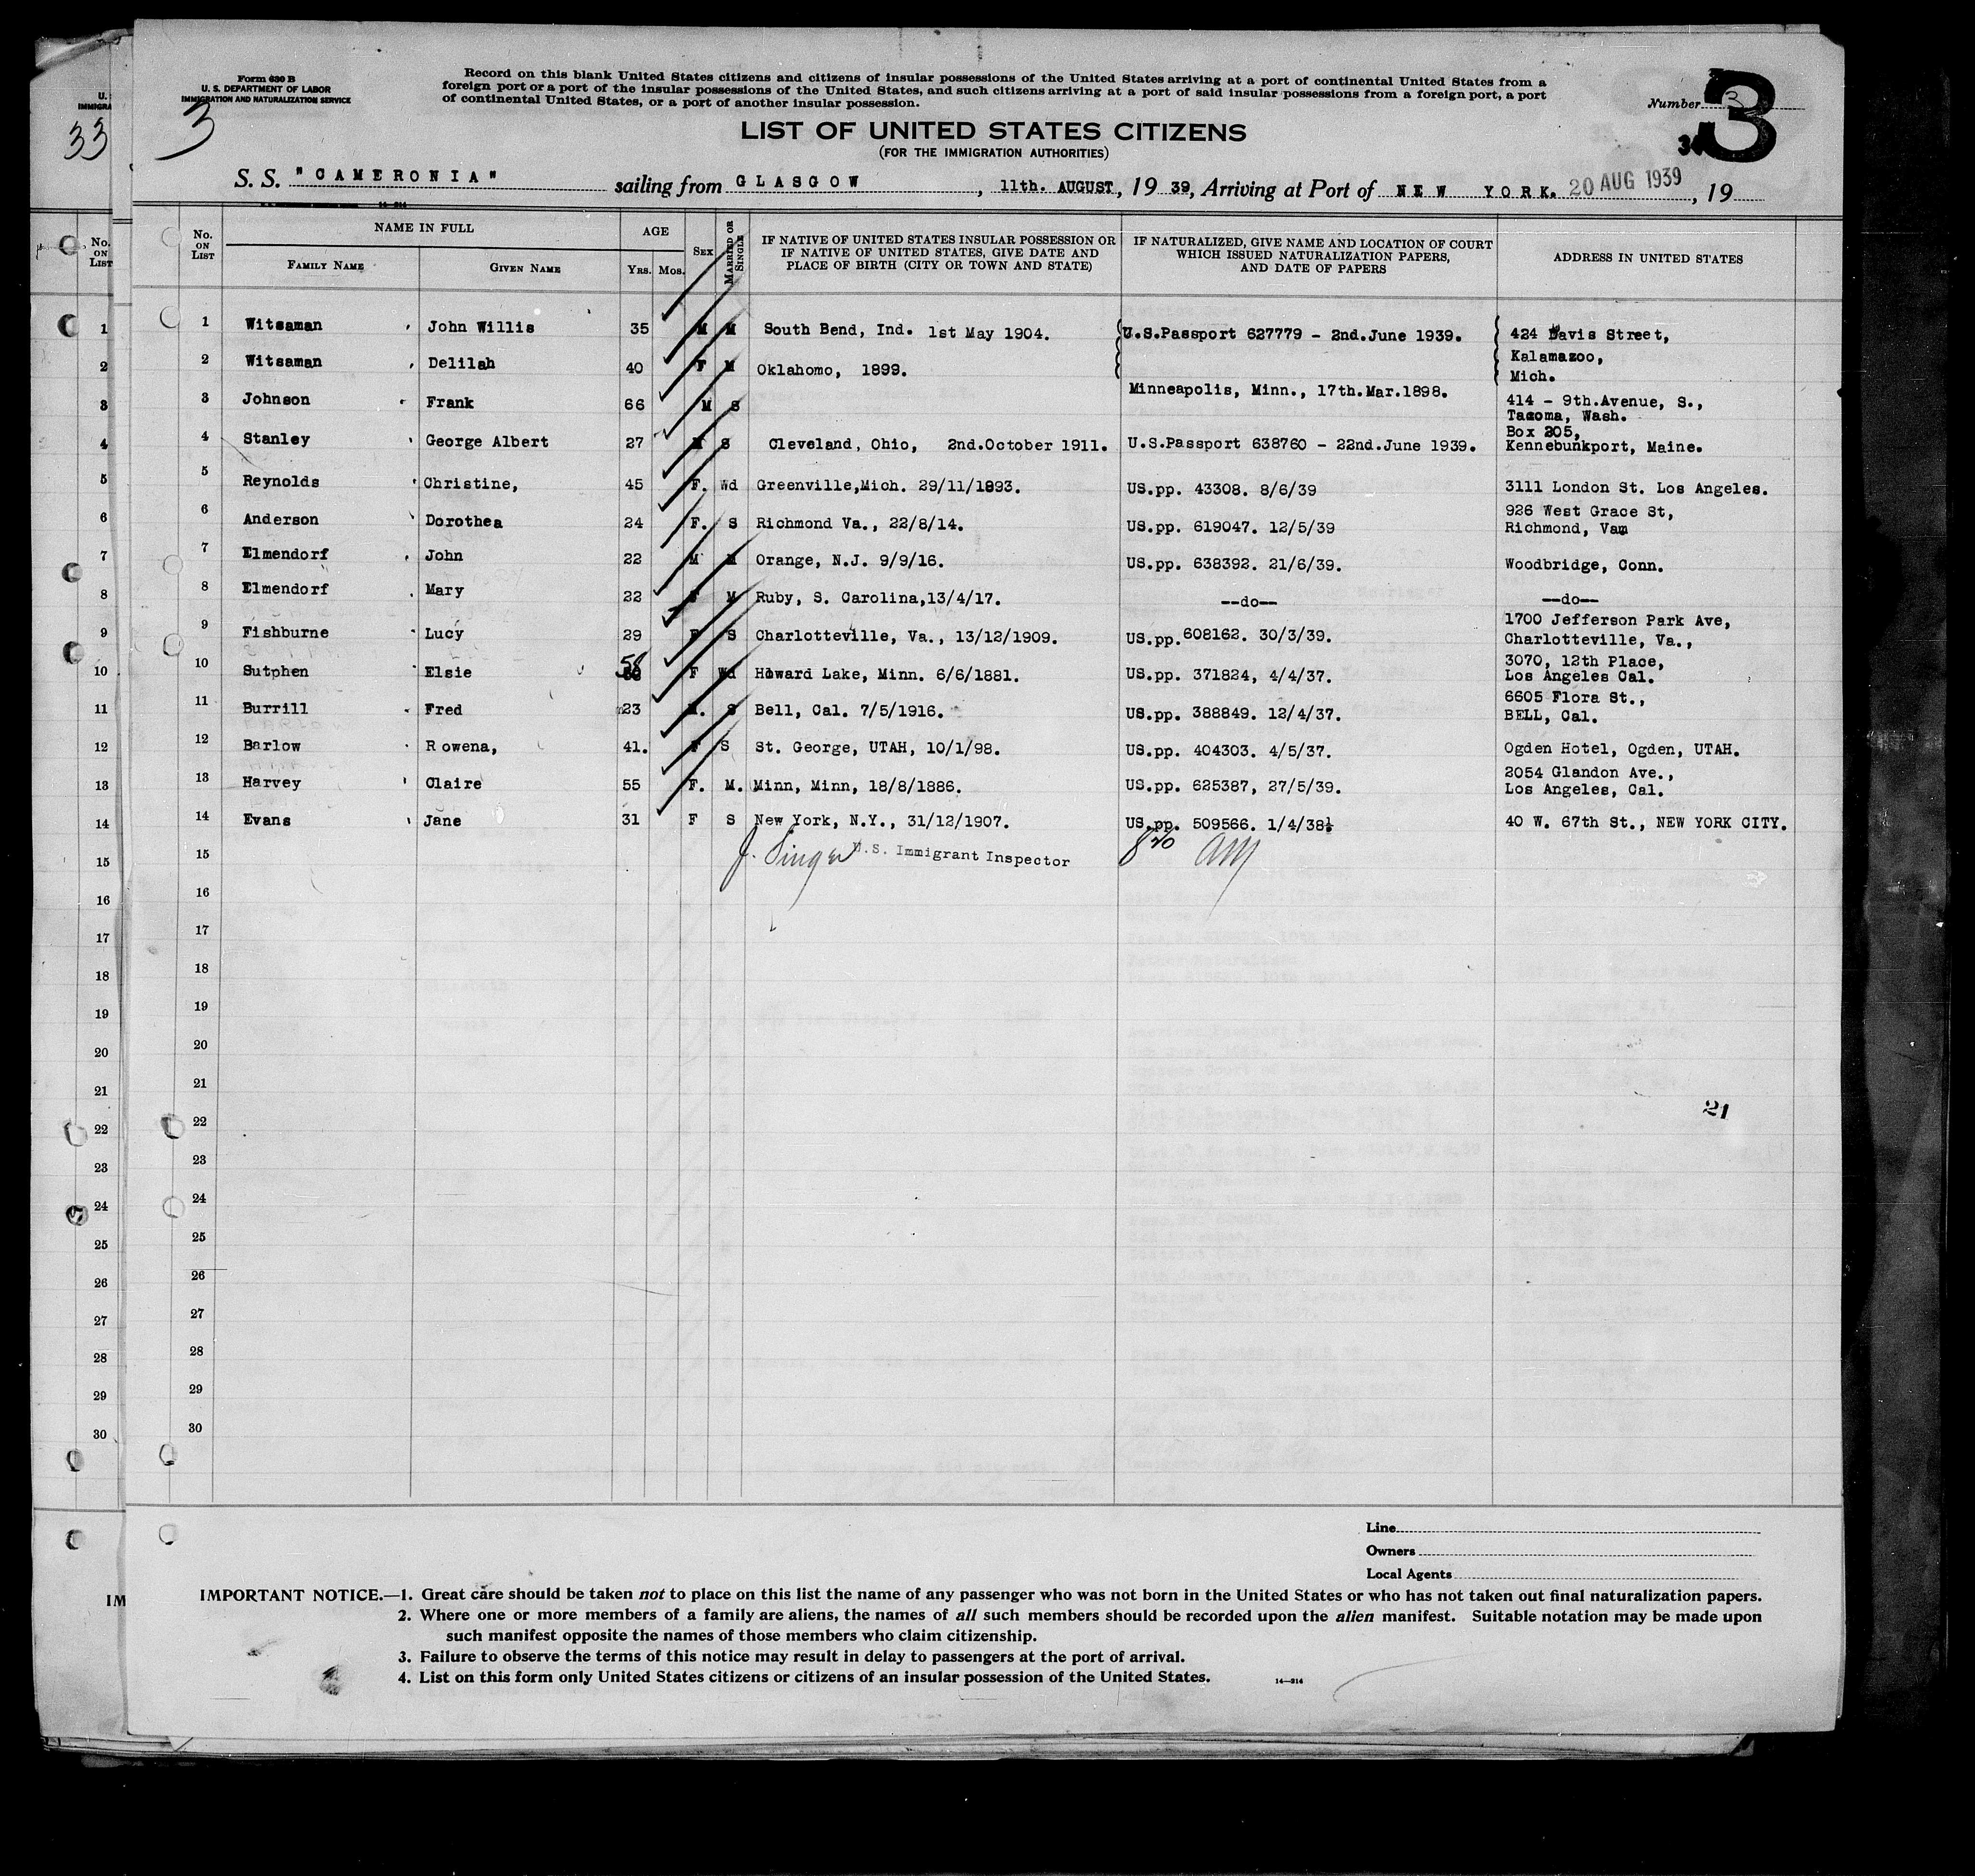 Form 630 B
U. S. DEPARTMENT OF LABOR
IMMIGRATION AND NATURALIZATION SERVICE
Record on this blank United States citizens and citizens of insular possessions of the United States arriving at a port of continental United States from a
foreign port or a port of the insular possessions of the United States, and such citizens arriving at a port of said insular possessions from a foreign port, a port
of continental United States, or a port of another insular possession.
Number 3
3
33
3
LIST OF UNITED STATES CITIZENS
(FOR THE IMMIGRATION AUTHORITIES)
S. S. "CAMERONIA" sailing from GLASGOW, 11th. AUGUST, 19 39, Arriving at Port of NEW YORK. 20 AUG 1939, 19
No. ON LIST
NAME IN FULL
FAMILY NAME
GIVEN NAME
AGE
YRS. MOS.
SEX
MARRIED OR SINGLE
IF NATIVE OF UNITED STATES INSULAR POSSESSION OR
IF NATIVE OF UNITED STATES, GIVE DATE AND
PLACE OF BIRTH (CITY OR TOWN AND STATE)
IF NATURALIZED, GIVE NAME AND LOCATION OF COURT
WHICH ISSUED NATURALIZATION PAPERS,
AND DATE OF PAPERS
ADDRESS IN UNITED STATES
1 Witsaman John Willis 35 M M South Bend, Ind. 1st May 1904. U.S.Passport 627779 - 2nd.June 1939. 424 Davis Street,
2 Witsaman Delilah 40 F M Oklahomo, 1899. Kalamazoo,
Mich.
3 Johnson Frank 66 M S Minneapolis, Minn., 17th.Mar.1898. 414 - 9th.Avenue, S.,
Tacoma, Wash.
4 Stanley George Albert 27 M S Cleveland, Ohio, 2nd.October 1911. U.S.Passport 638760 - 22nd.June 1939. Box 205,
Kennebunkport, Maine.
5 Reynolds Christine, 45 F. Wd Greenville,Mich. 29/11/1893. US.pp. 43308. 8/6/39 3111 London St. Los Angeles.
6 Anderson Dorothea 24 F. S Richmond Va., 22/8/14. US.pp. 619047. 12/5/39 926 West Grace St,
Richmond, Va
7 Elmendorf John 22 M M Orange, N.J. 9/9/16. US.pp. 638392. 21/6/39. Woodbridge, Conn.
8 Elmendorf Mary 22 F M Ruby, S. Carolina,13/4/17. --do-- --do--
9 Fishburne Lucy 29 F S Charlotteville, Va., 13/12/1909. US.pp.608162. 30/3/39. 1700 Jefferson Park Ave,
Charlotteville, Va.,
10 Sutphen Elsie 58 F Wd Howard Lake, Minn. 6/6/1881. US.pp. 371824, 4/4/37. 3070, 12th Place,
Los Angeles Cal.
11 Burrill Fred 23 M. S Bell, Cal. 7/5/1916. US.pp. 388849. 12/4/37. 6605 Flora St.,
BELL, Cal.
12 Barlow Rowena, 41. F S St. George, UTAH, 10/1/98. US.pp. 404303. 4/5/37. Ogden Hotel, Ogden, UTAH.
13 Harvey Claire 55 F. M. Minn, Minn, 18/8/1886. US.pp. 625387, 27/5/39. 2054 Glandon Ave.,
Los Angeles, Cal.
14 Evans Jane 31 F S New York, N.Y., 31/12/1907. US.pp. 509566. 1/4/38 40 W. 67th St., NEW YORK CITY.
15 J. Singer U.S. Immigrant Inspector
16
17
18
19
20
21
22
21
23
24
25
26
27
28
29
30
Line
Owners
Local Agents
IMPORTANT NOTICE.—1. Great care should be taken not to place on this list the name of any passenger who was not born in the United States or who has not taken out final naturalization papers.
2. Where one or more members of a family are aliens, the names of all such members should be recorded upon the alien manifest. Suitable notation may be made upon
such manifest opposite the names of those members who claim citizenship.
3. Failure to observe the terms of this notice may result in delay to passengers at the port of arrival.
4. List on this form only United States citizens or citizens of an insular possession of the United States.
14—314